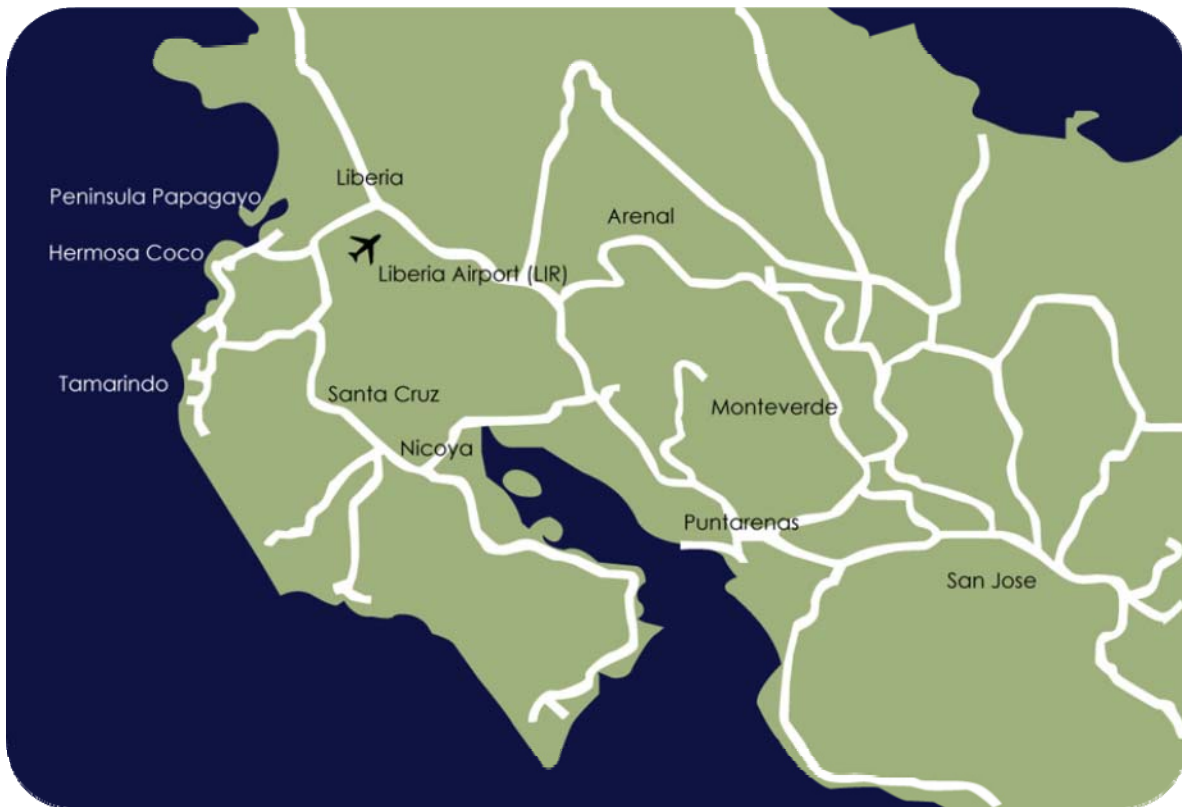 Liberia
Peninsula Papagayo
Arenal
Hermosa Coco
Liberia Airport (LIR)
Tamarindo
Santa Cruz
Monteverde
Nicoya
Puntarenas
San Jose